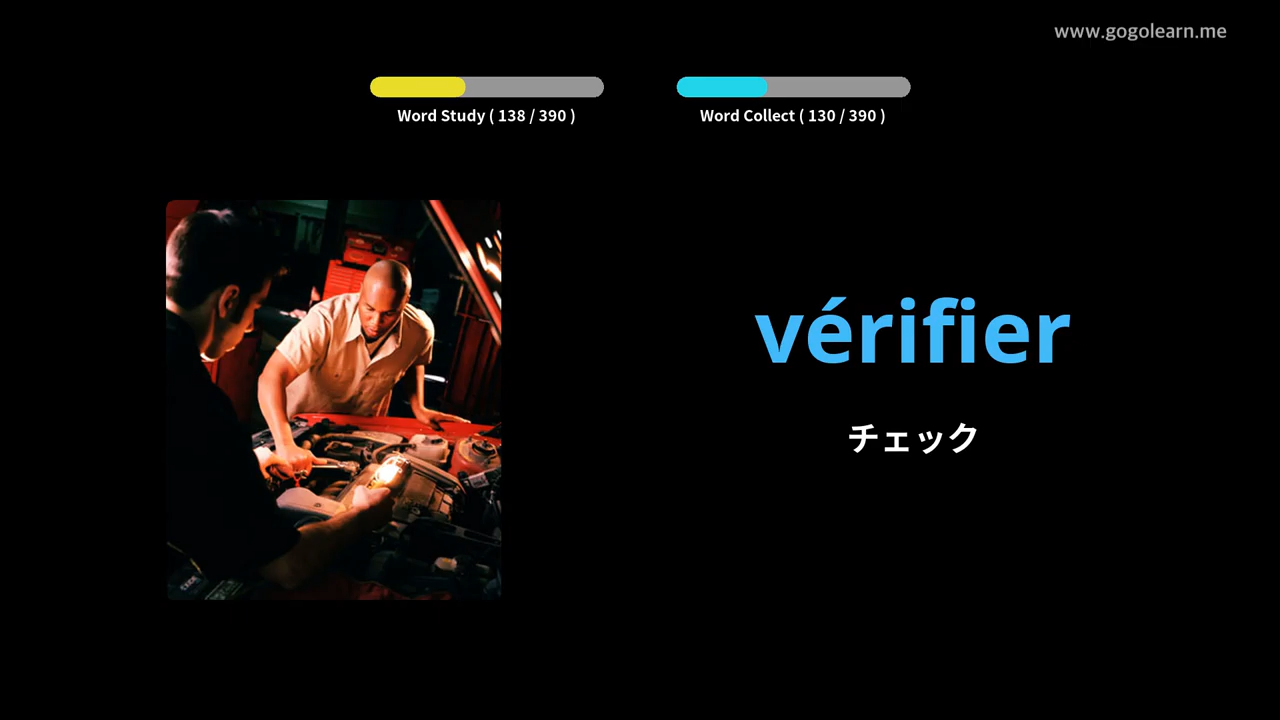 www.gogolearn.me
Word Study ( 138 / 390 )
Word Collect ( 130 / 390 )
vérifier
チェック